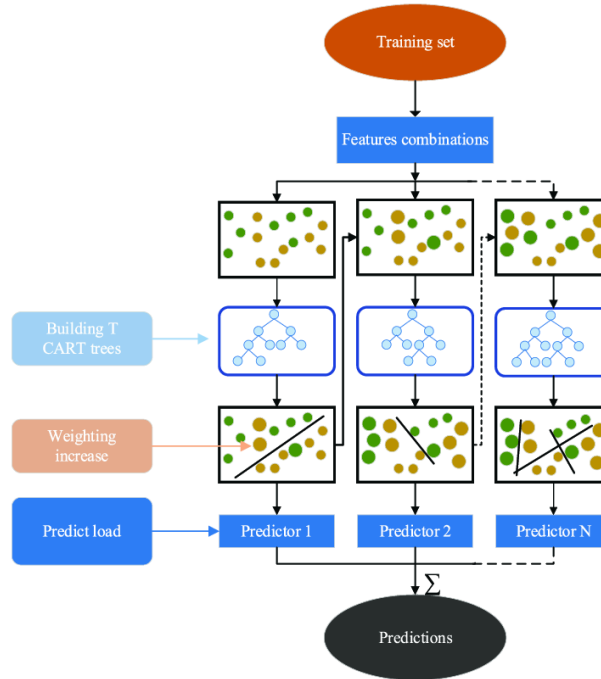 Training set
Features combinations
Building T
CART trees
Weighting
increase
Predict load
Predictor 1
Predictor 2
Predictor N
Σ
Predictions